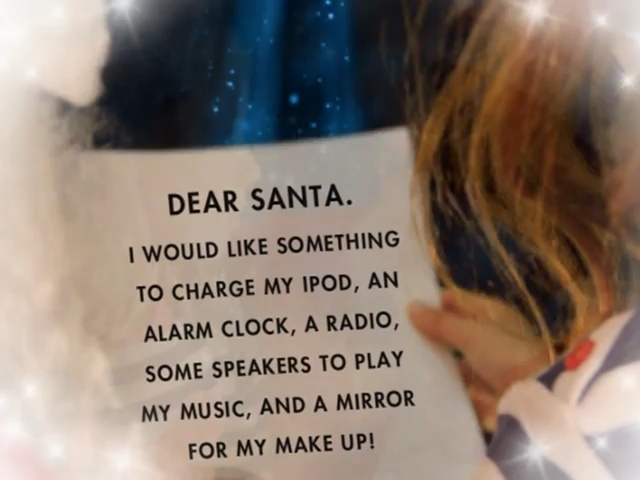 DEAR SANTA.
I WOULD LIKE SOMETHING
TO CHARGE MY IPOD, AN
ALARM CLOCK, A RADIO,
SOME SPEAKERS TO PLAY
MY MUSIC, AND A MIRROR
FOR MY MAKE UP!